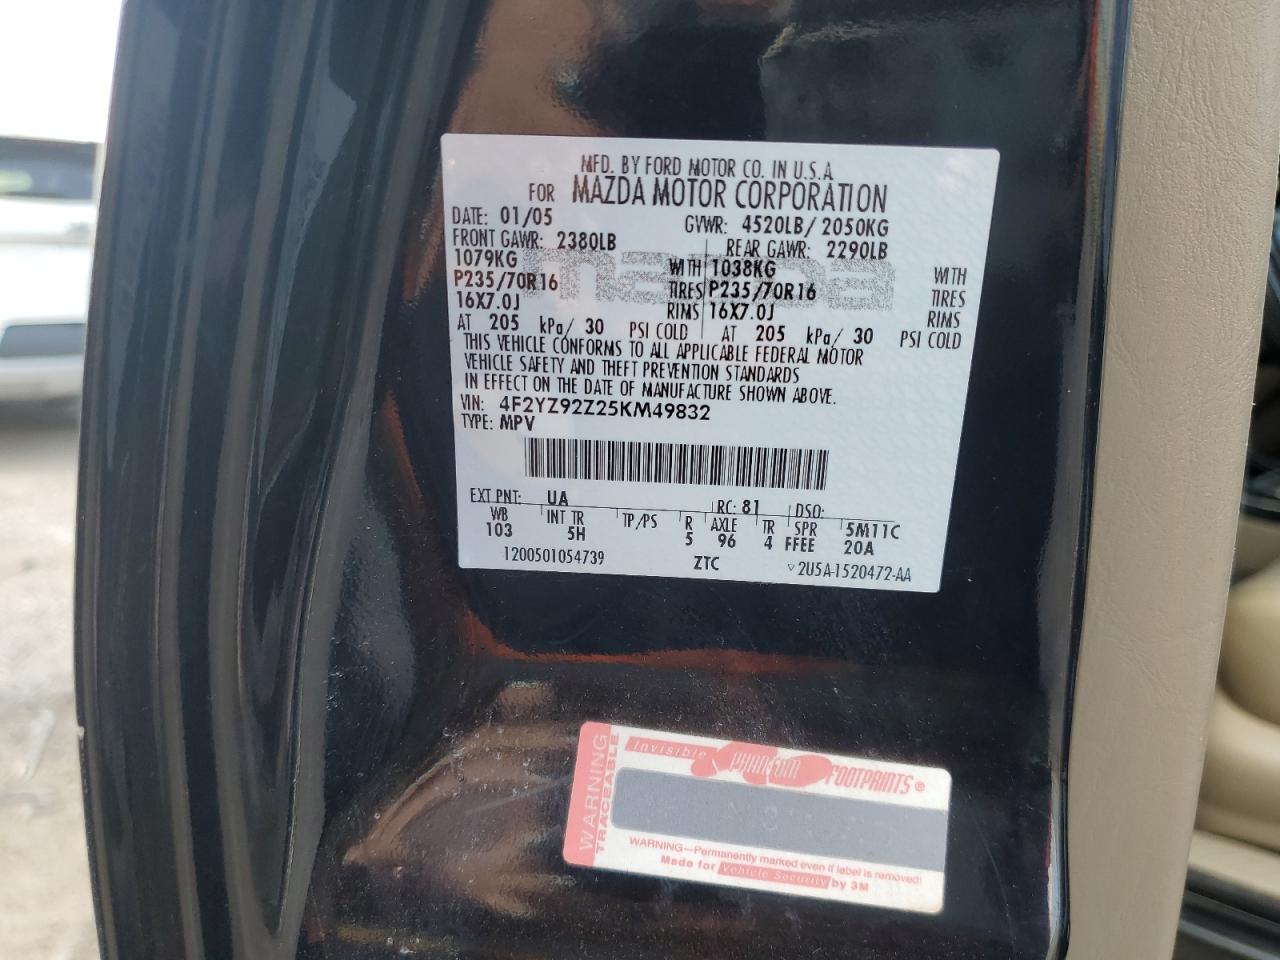 MFD. BY FORD MOTOR CO. IN U.S.A.
FOR MAZDA MOTOR CORPORATION
DATE: 01/05 GVWR: 4520LB/2050KG
FRONT GAWR: 2380LB REAR GAWR: 2290LB
1079KG WITH 1038KG WITH
P235/70R16 TIRES P235/70R16 TIRES
16X7.0J RIMS 16X7.0J RIMS
AT 205 kPa/ 30 PSI COLD AT 205 kPa/ 30 PSI COLD
mazda
THIS VEHICLE CONFORMS TO ALL APPLICABLE FEDERAL MOTOR
VEHICLE SAFETY AND THEFT PREVENTION STANDARDS
IN EFFECT ON THE DATE OF MANUFACTURE SHOWN ABOVE.
VIN: 4F2YZ92Z25KM49832
TYPE: MPV
EXT PNT: UA RC: 81 DSO:
WB INT TR TP/PS R AXLE TR SPR 5M11C
103 5H 5 96 4 FFEE 20A
1200501054739 ZTC ▽ 2U5A-1520472-AA
WARNING
TRACEABLE
Invisible PHANTOM FOOTPRINTS®
WARNING—Permanently marked even if label is removed!
Made for Vehicle Security by 3M